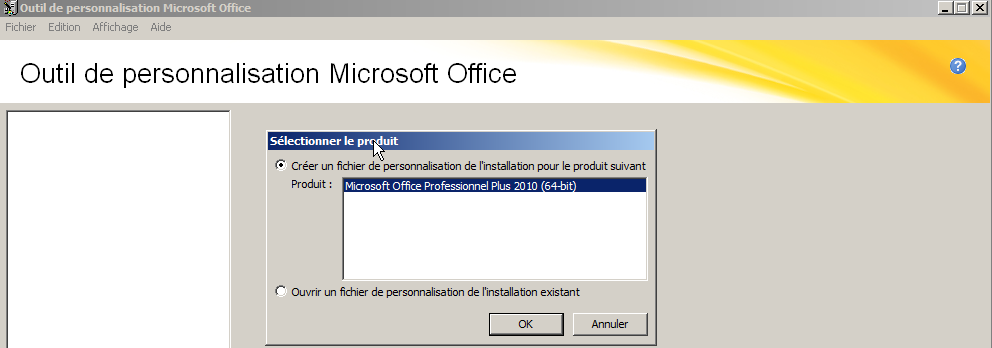 Outil de personnalisation Microsoft Office
Fichier Edition Affichage Aide
Outil de personnalisation Microsoft Office
?
Sélectionner le produit
Créer un fichier de personnalisation de l'installation pour le produit suivant
Produit : Microsoft Office Professionnel Plus 2010 (64-bit)
Ouvrir un fichier de personnalisation de l'installation existant
OK Annuler